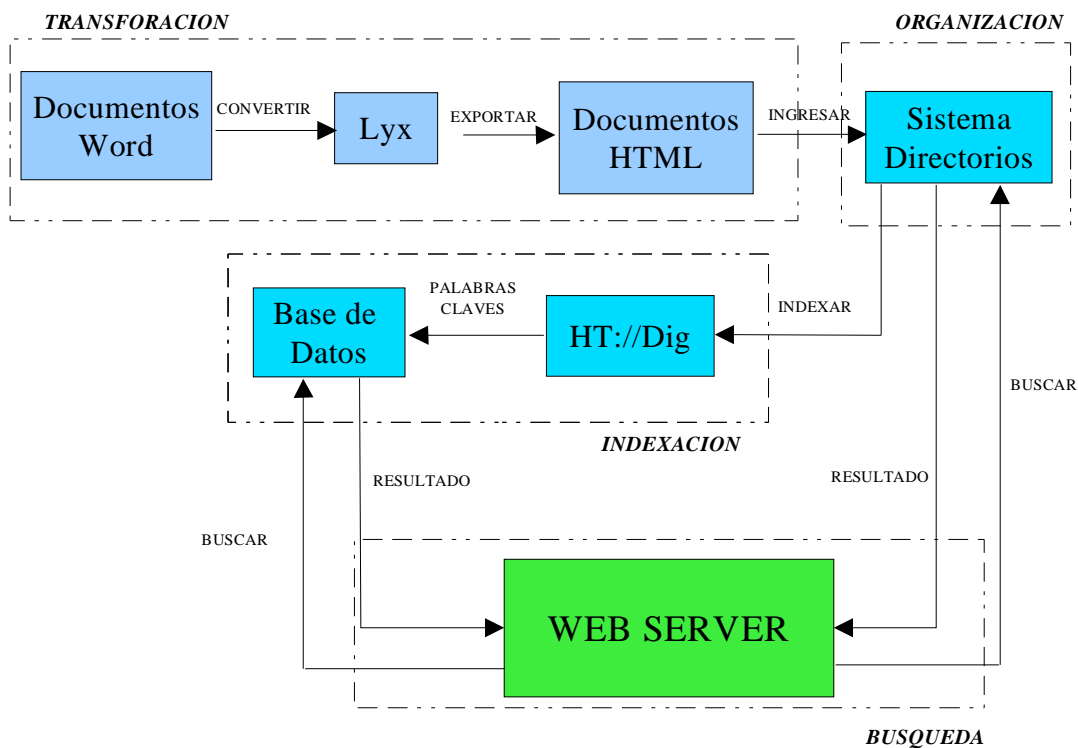 TRANSFORACION
ORGANIZACION
Documentos
Word
CONVERTIR
Lyx
EXPORTAR
Documentos
HTML
INGRESAR
Sistema
Directorios
Base de
Datos
PALABRAS
CLAVES
HT://Dig
INDEXAR
BUSCAR
INDEXACION
RESULTADO
RESULTADO
BUSCAR
WEB SERVER
BUSQUEDA